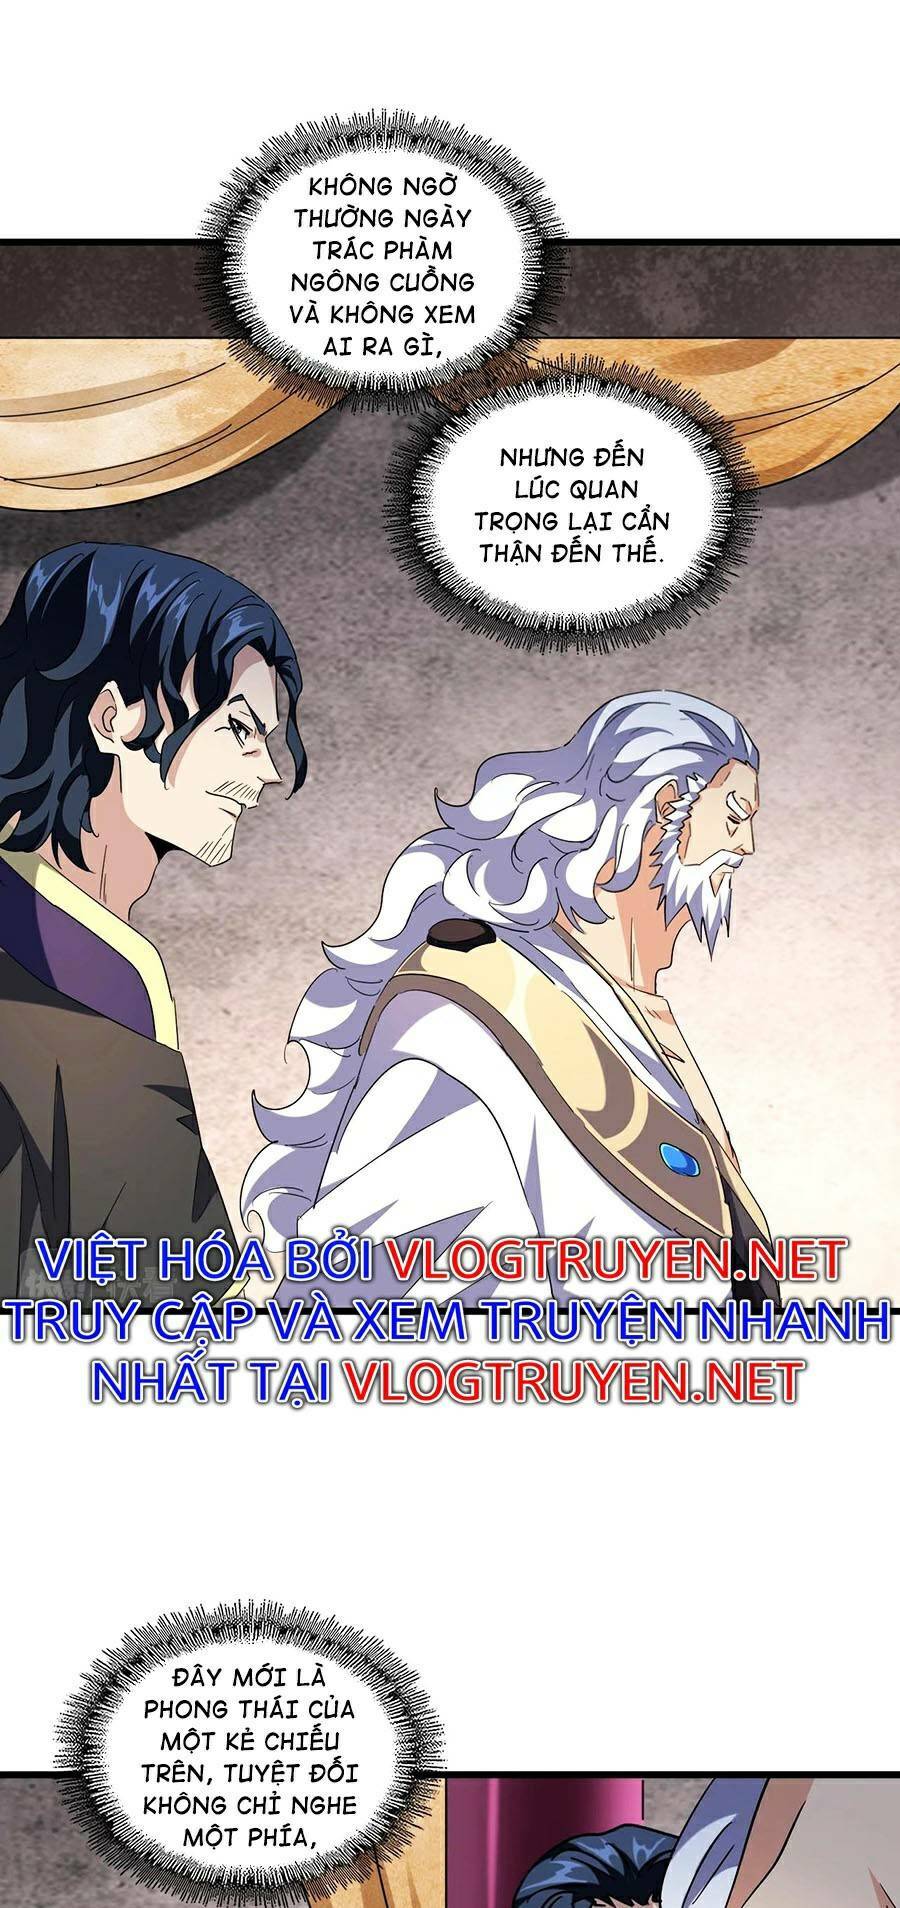 KHÔNG NGỜ
THƯỜNG NGÀY
TRÁC PHÀM
NGÔNG CUỒNG
VÀ KHÔNG XEM
AI RA GÌ,
NHƯNG ĐẾN
LÚC QUAN
TRỌNG LẠI CẨN
THẬN ĐẾN THẾ.
VIỆT HÓA BỞI VLOGTRUYEN.NET
TRUY CẬP VÀ XEM TRUYỆN NHANH
NHẤT TẠI VLOGTRUYEN.NET
ĐÂY MỚI LÀ
PHONG THÁI CỦA
MỘT KẺ CHIẾU
TRÊN, TUYỆT ĐỐI
KHÔNG CHỈ NGHE
MỘT PHÍA,